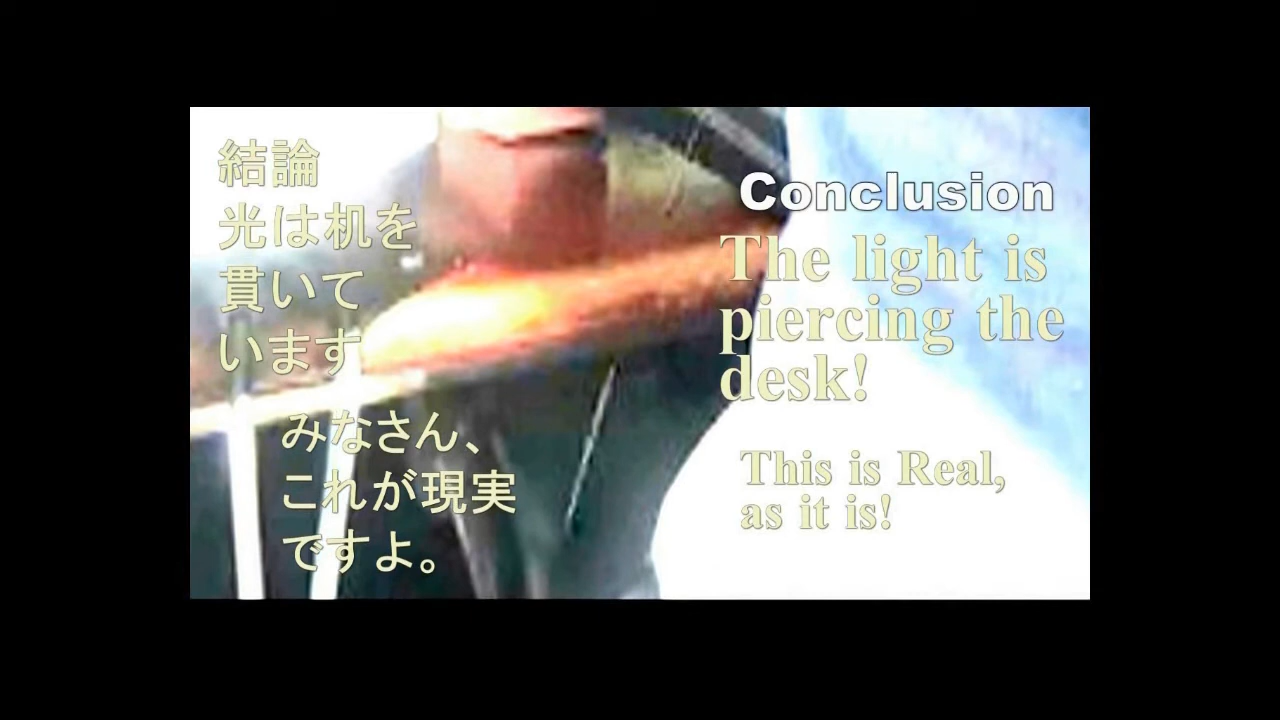 結論
光は机を
貫いて
います
みなさん、
これが現実
ですよ。
Conclusion
The light is
piercing the
desk!
This is Real,
as it is!